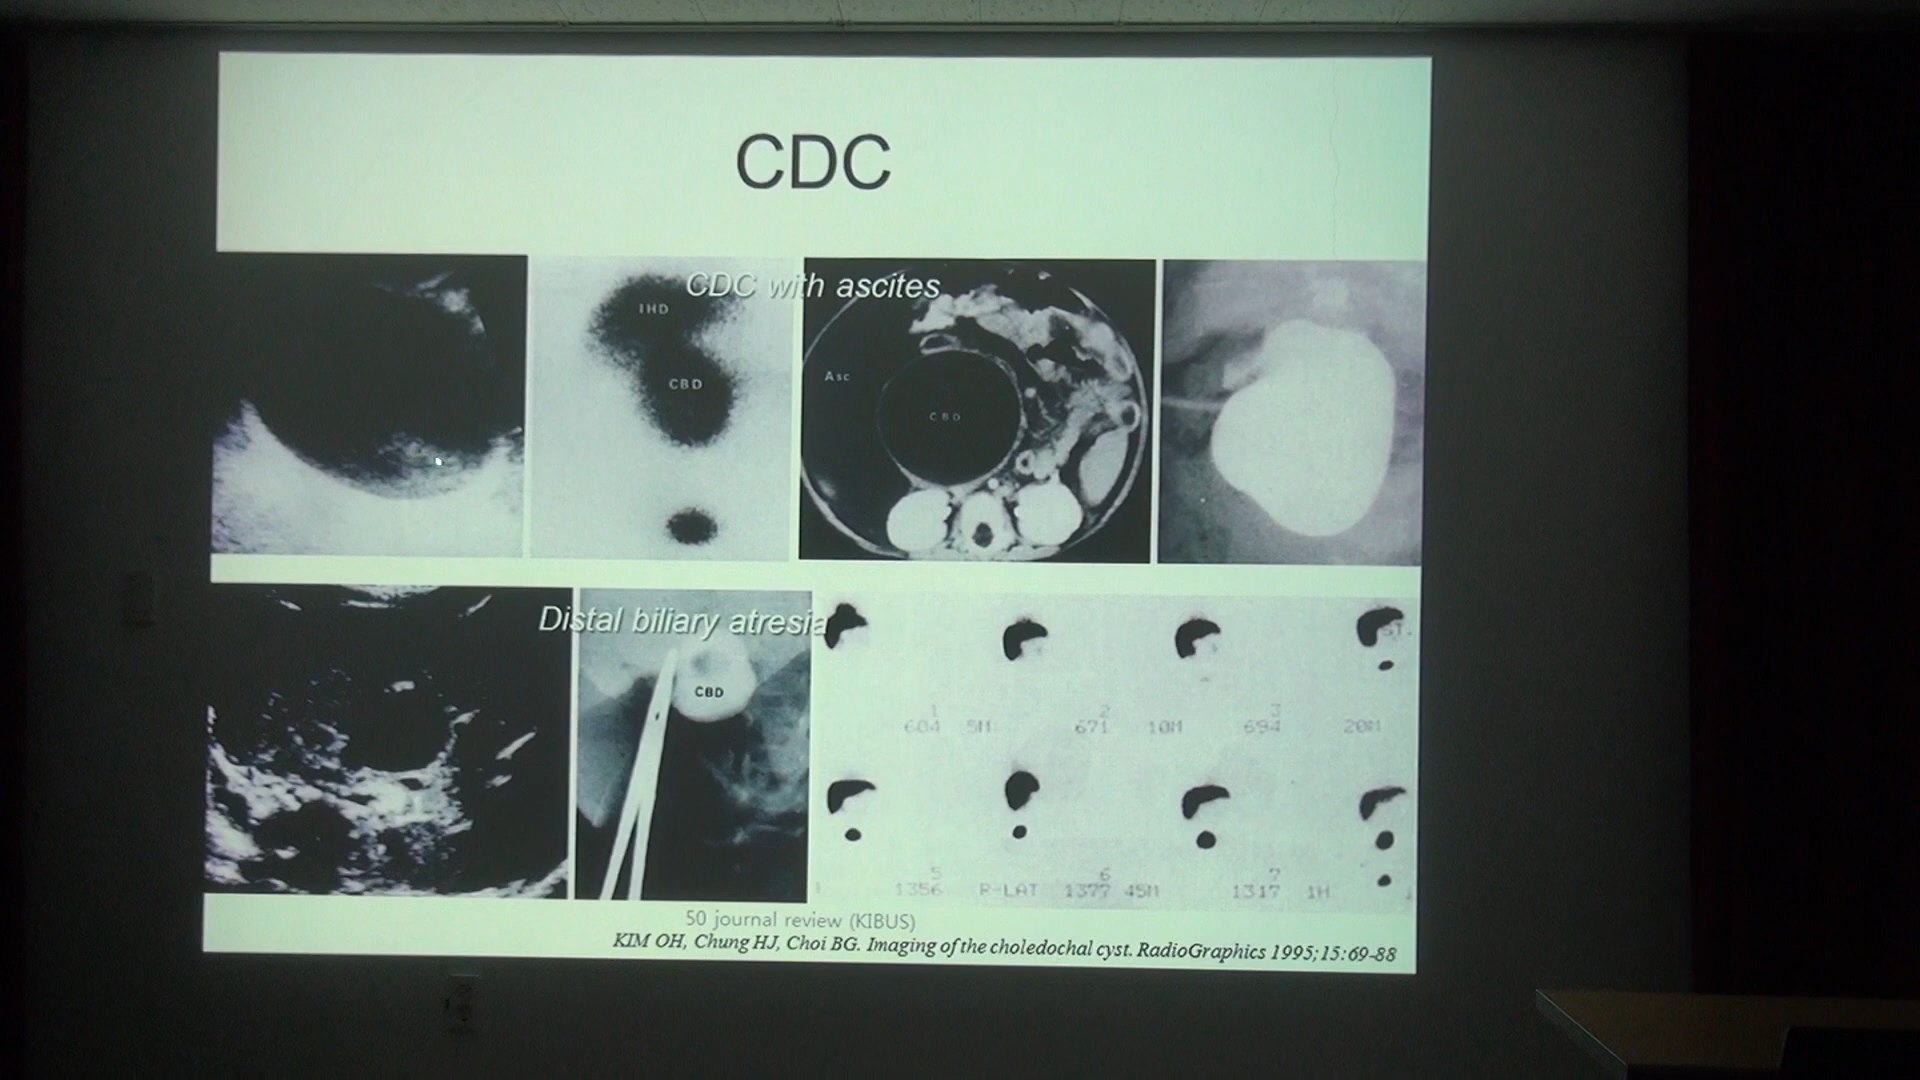 CDC
CDC with ascites
IHD
CBD
Asc
CBD
Distal biliary atresia
CBD
ST.
1 2 3
604 5M 671 10M 694 20M
5 6 7
1356 R-LAT 1377 45M 1317 1H
50 journal review (KIBUS)
KIM OH, Chung HJ, Choi BG. Imaging of the choledochal cyst. RadioGraphics 1995;15:69-88